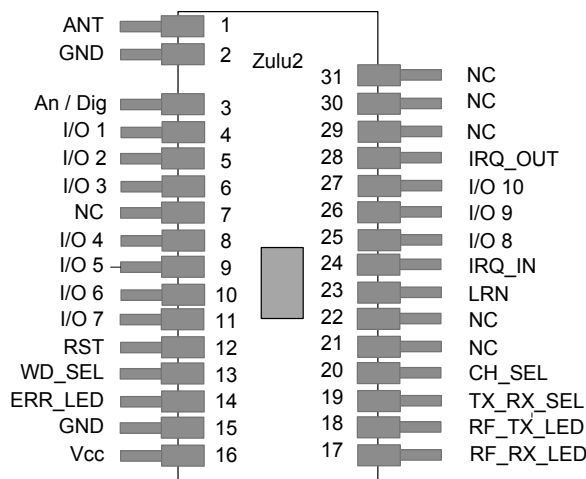 ANT 1
GND 2
Zulu2
An / Dig 3
I/O 1 4
I/O 2 5
I/O 3 6
NC 7
I/O 4 8
I/O 5 9
I/O 6 10
I/O 7 11
RST 12
WD_SEL 13
ERR_LED 14
GND 15
Vcc 16
31 NC
30 NC
29 NC
28 IRQ_OUT
27 I/O 10
26 I/O 9
25 I/O 8
24 IRQ_IN
23 LRN
22 NC
21 NC
20 CH_SEL
19 TX_RX_SEL
18 RF_TX_LED
17 RF_RX_LED